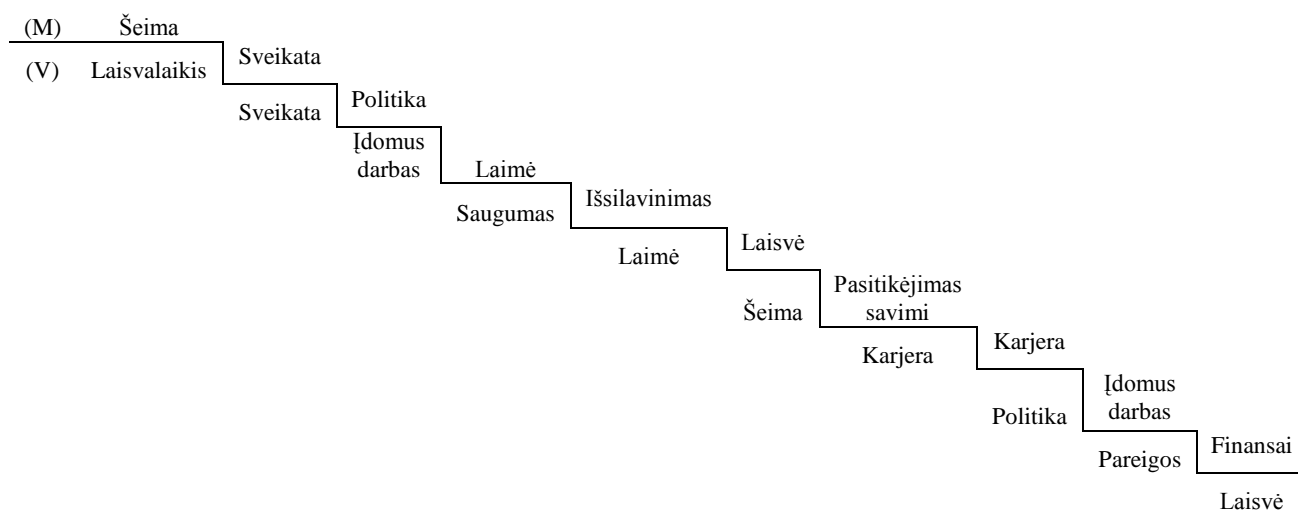 (M) Šeima
(V) Laisvalaikis
Sveikata
Sveikata
Politika
Įdomus
darbas
Laimė
Saugumas
Išsilavinimas
Laimė
Laisvė
Šeima
Pasitikėjimas
savimi
Karjera
Karjera
Politika
Įdomus
darbas
Pareigos
Finansai
Laisvė